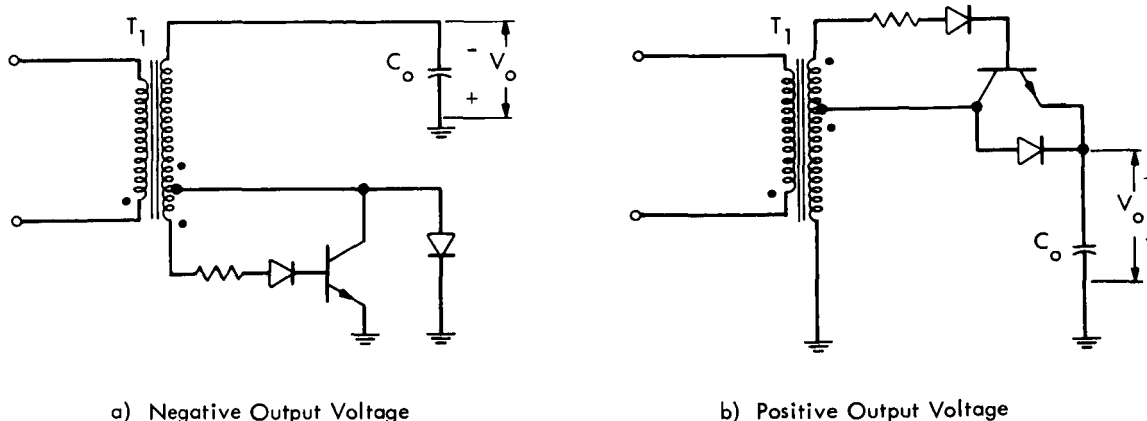 T1
-
Co
Vo
+
a) Negative Output Voltage
T1
+
Vo
Co
-
b) Positive Output Voltage